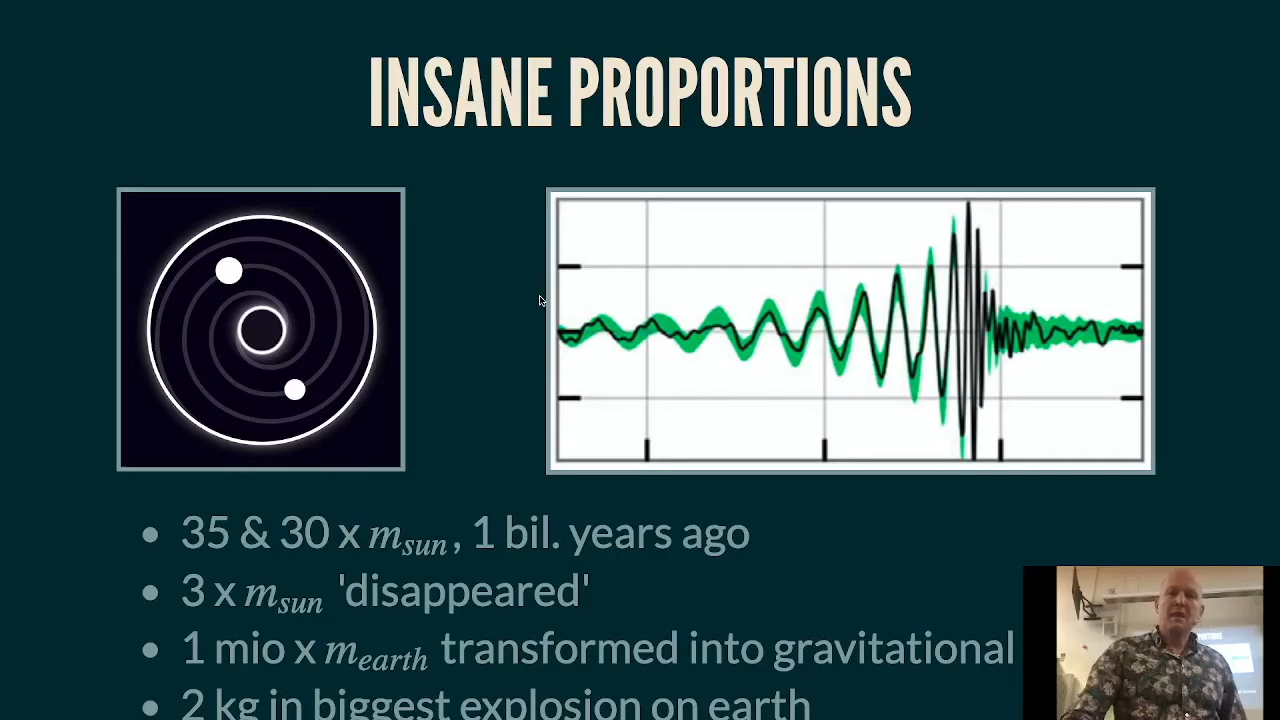 INSANE PROPORTIONS
• 35 & 30 x m_sun, 1 bil. years ago
• 3 x m_sun 'disappeared'
• 1 mio x m_earth transformed into gravitational
• 2 kg in biggest explosion on earth